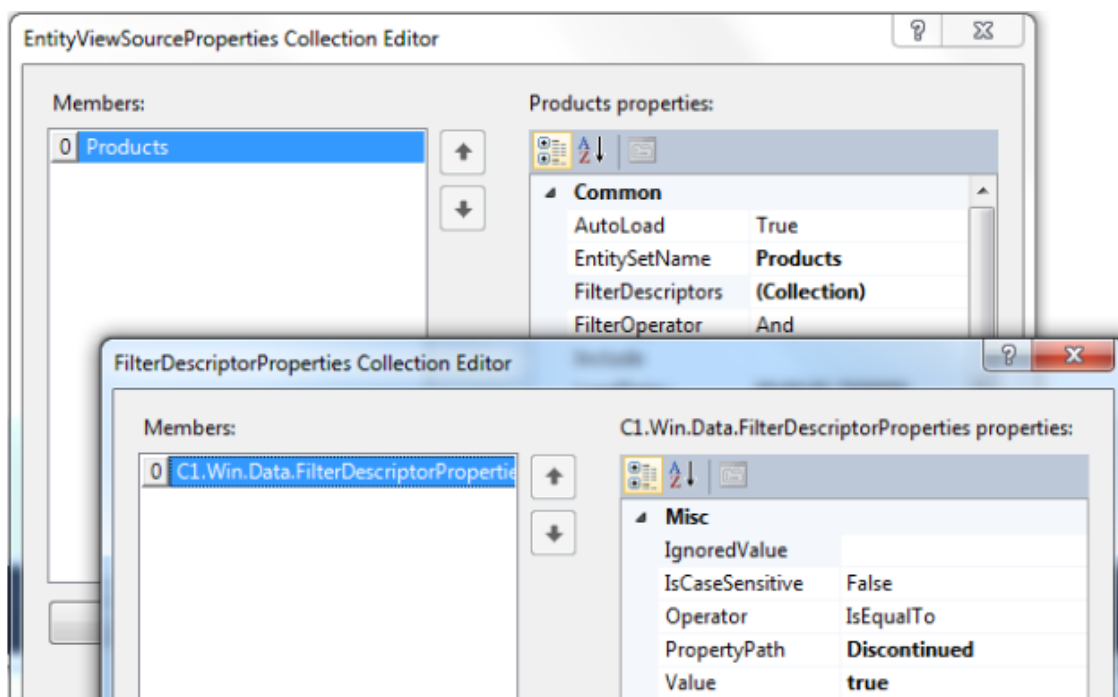 EntityViewSourceProperties Collection Editor
Members:
Products properties:
0 Products
Common
AutoLoad True
EntitySetName Products
FilterDescriptors (Collection)
FilterOperator And
FilterDescriptorProperties Collection Editor
Members:
C1.Win.Data.FilterDescriptorProperties properties:
0 C1.Win.Data.FilterDescriptorPropertie
Misc
IgnoredValue
IsCaseSensitive False
Operator IsEqualTo
PropertyPath Discontinued
Value true